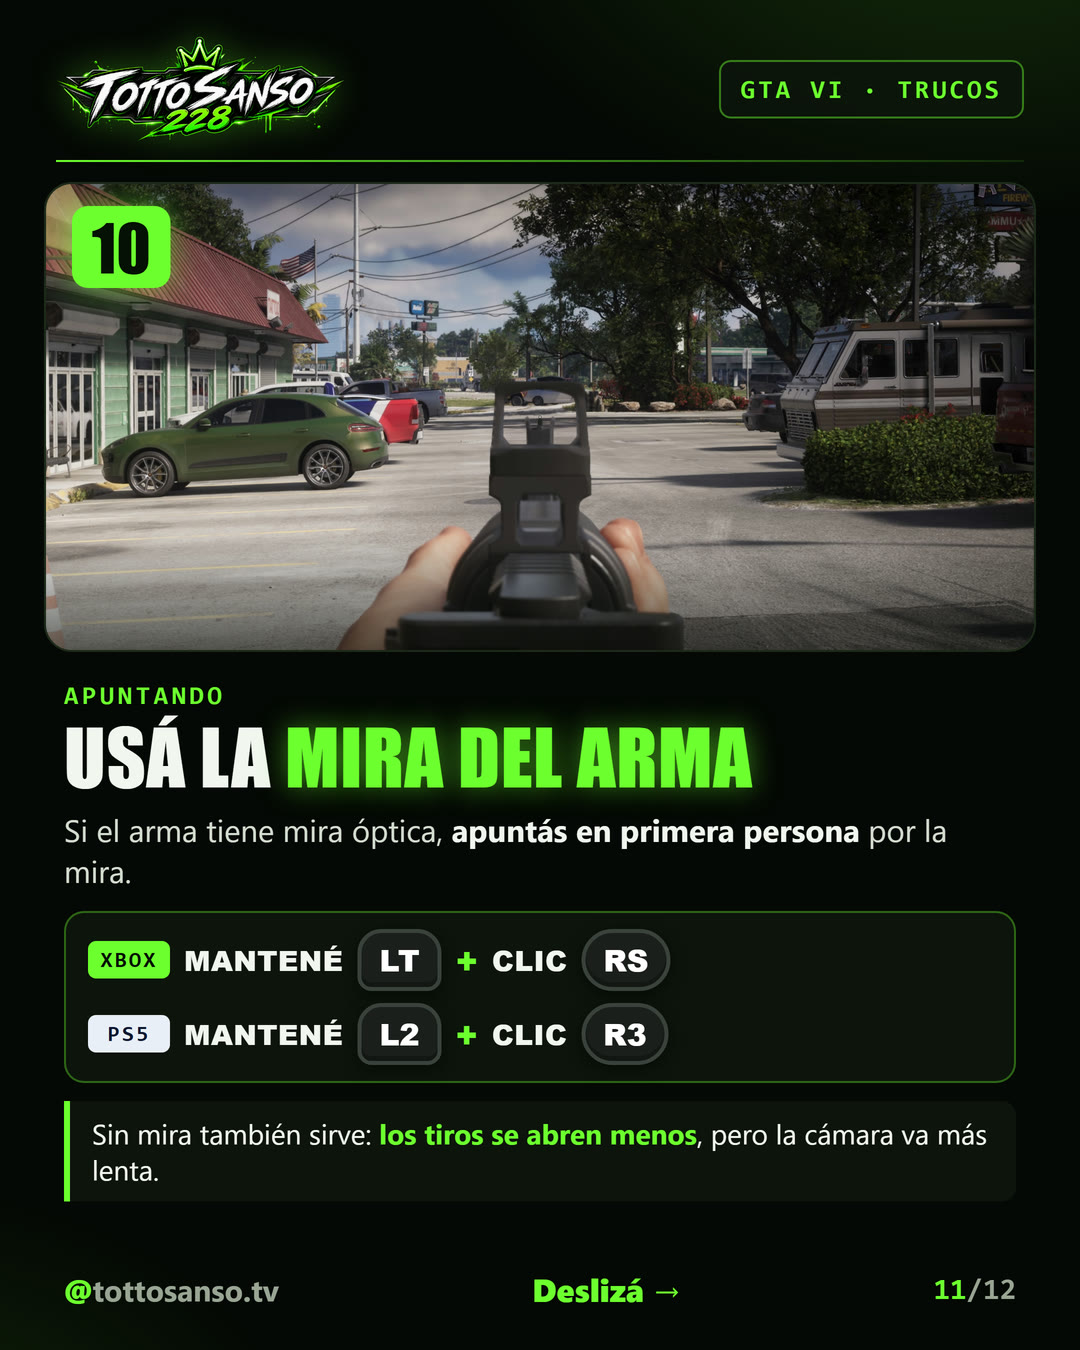 TOTTOSANSO
228
GTA VI · TRUCOS
10
FIREW
MMU
APUNTANDO
USÁ LA MIRA DEL ARMA
Si el arma tiene mira óptica, apuntás en primera persona por la
mira.
XBOX MANTENÉ LT + CLIC RS
PS5 MANTENÉ L2 + CLIC R3
Sin mira también sirve: los tiros se abren menos, pero la cámara va más
lenta.
@tottosanso.tv
Deslizá →
11/12